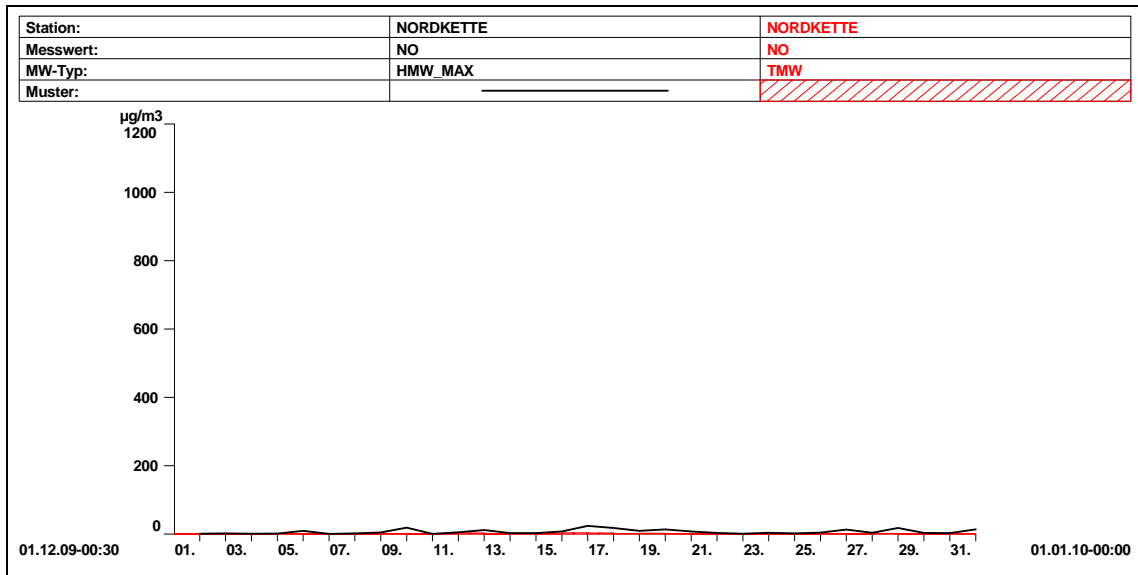 Station: NORDKETTE NORDKETTE
Messwert: NO NO
MW-Typ: HMW_MAX TMW
Muster:
µg/m3
1200
1000
800
600
400
200
0
01.12.09-00:30 01. 03. 05. 07. 09. 11. 13. 15. 17. 19. 21. 23. 25. 27. 29. 31. 01.01.10-00:00